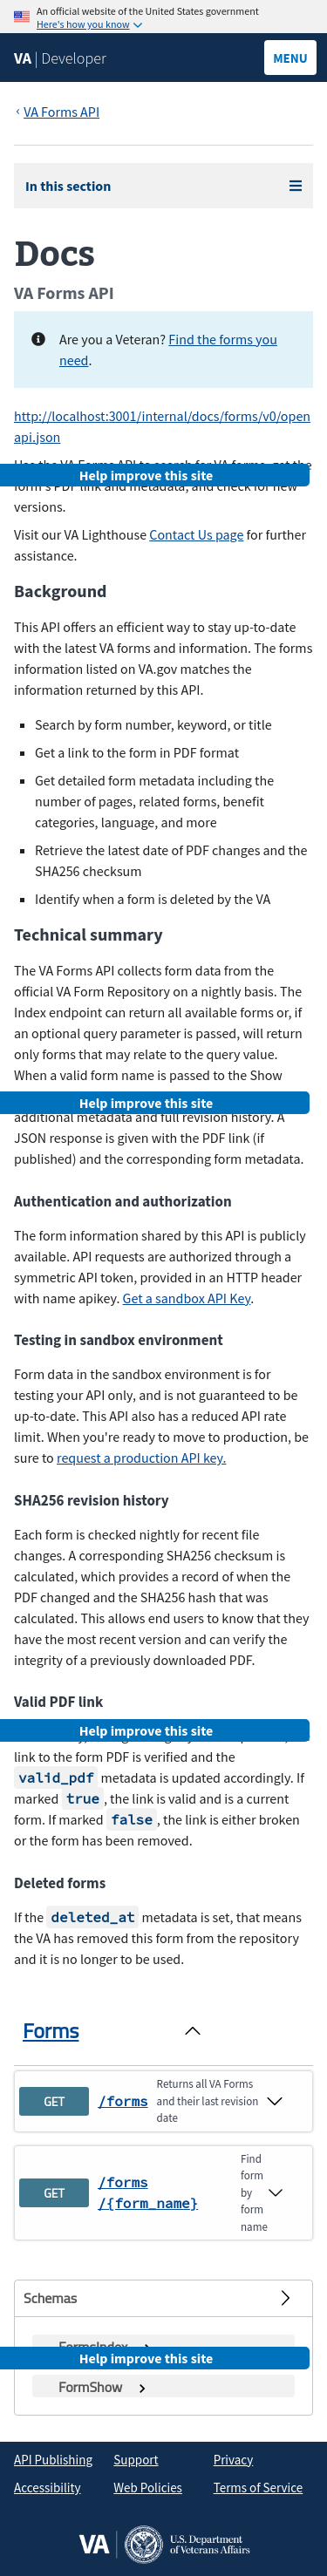 An official website of the United States government
Here's how you know
VA | Developer
MENU
‹ VA Forms API
In this section
Docs
VA Forms API
Are you a Veteran? Find the forms you
need.
http://localhost:3001/internal/docs/forms/v0/open
api.json
Help improve this site
form's PDF link and metadata, and check for new
versions.
Visit our VA Lighthouse Contact Us page for further
assistance.
Background
This API offers an efficient way to stay up-to-date
with the latest VA forms and information. The forms
information listed on VA.gov matches the
information returned by this API.
Search by form number, keyword, or title
Get a link to the form in PDF format
Get detailed form metadata including the
number of pages, related forms, benefit
categories, language, and more
Retrieve the latest date of PDF changes and the
SHA256 checksum
Identify when a form is deleted by the VA
Technical summary
The VA Forms API collects form data from the
official VA Form Repository on a nightly basis. The
Index endpoint can return all available forms or, if
an optional query parameter is passed, will return
only forms that may relate to the query value.
When a valid form name is passed to the Show
Help improve this site
additional metadata and full revision history. A
JSON response is given with the PDF link (if
published) and the corresponding form metadata.
Authentication and authorization
The form information shared by this API is publicly
available. API requests are authorized through a
symmetric API token, provided in an HTTP header
with name apikey. Get a sandbox API Key.
Testing in sandbox environment
Form data in the sandbox environment is for
testing your API only, and is not guaranteed to be
up-to-date. This API also has a reduced API rate
limit. When you're ready to move to production, be
sure to request a production API key.
SHA256 revision history
Each form is checked nightly for recent file
changes. A corresponding SHA256 checksum is
calculated, which provides a record of when the
PDF changed and the SHA256 hash that was
calculated. This allows end users to know that they
have the most recent version and can verify the
integrity of a previously downloaded PDF.
Valid PDF link
Help improve this site
link to the form PDF is verified and the
valid_pdf metadata is updated accordingly. If
marked true, the link is valid and is a current
form. If marked false, the link is either broken
or the form has been removed.
Deleted forms
If the deleted_at metadata is set, that means
the VA has removed this form from the repository
and it is no longer to be used.
Forms
GET /forms Returns all VA Forms
and their last revision
date
GET /forms
/{form_name} Find
form
by
form
name
Schemas
FormsIndex
Help improve this site
FormShow
API Publishing Support Privacy
Accessibility Web Policies Terms of Service
VA | U.S. Department
of Veterans Affairs